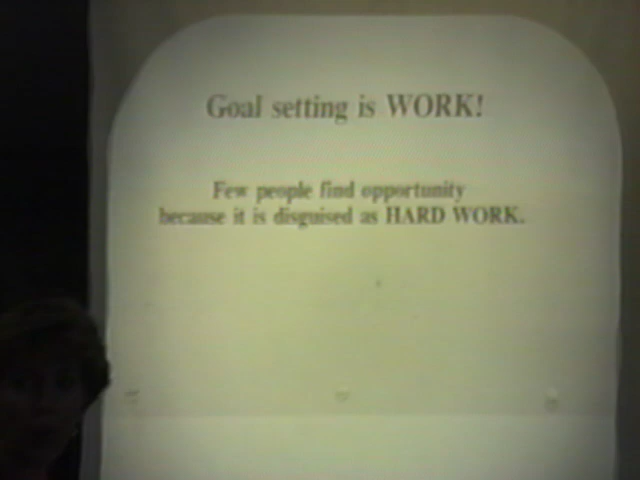 Goal setting is WORK!
Few people find opportunity
because it is disguised as HARD WORK.